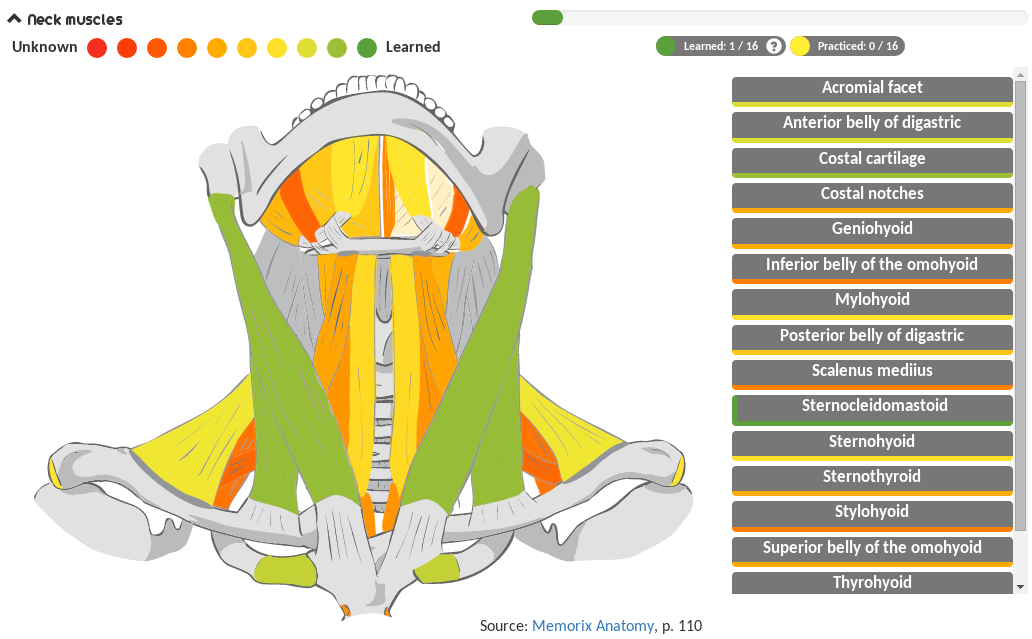 Neck muscles
Unknown Learned
Learned: 1 / 16 ? Practiced: 0 / 16
Acromial facet
Anterior belly of digastric
Costal cartilage
Costal notches
Geniohyoid
Inferior belly of the omohyoid
Mylohyoid
Posterior belly of digastric
Scalenus mediius
Sternocleidomastoid
Sternohyoid
Sternothyroid
Stylohyoid
Superior belly of the omohyoid
Thyrohyoid
Source: Memorix Anatomy, p. 110